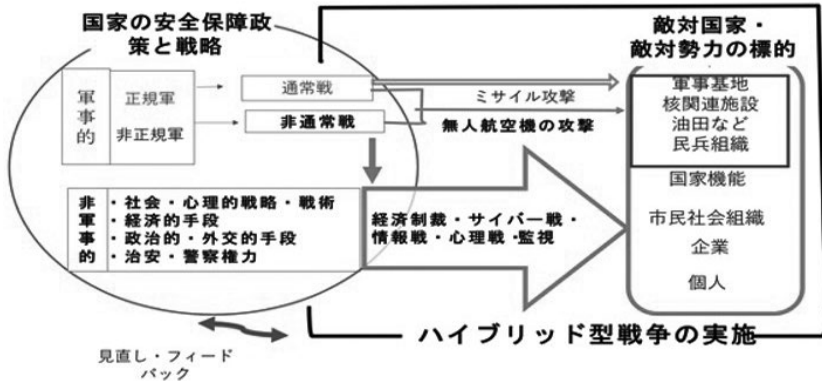 国家の安全保障政
策と戦略
敵対国家・
敵対勢力の標的
軍事的
正規軍
非正規軍
通常戦
非通常戦
ミサイル攻撃
無人航空機の攻撃
軍事基地
核関連施設
油田など
民兵組織
国家機能
市民社会組織
企業
個人
非軍事的
・社会・心理的戦略・戦術
・経済的手段
・政治的・外交的手段
・治安・警察権力
経済制裁・サイバー戦・
情報戦・心理戦・監視
ハイブリッド型戦争の実施
見直し・フィード
バック